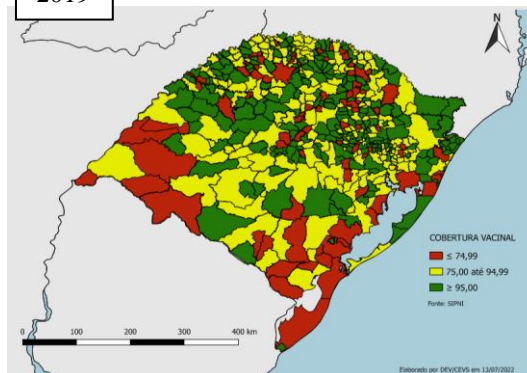 2019
N
COBERTURA VACINAL
≤ 74,99
75,00 até 94,99
≥ 95,00
Fonte: SIPNI
0 100 200 300 400 km
Elaborado por DEV/CEVS em 13/07/2022